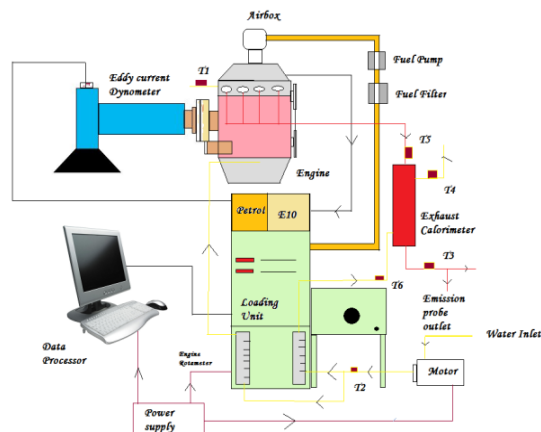 Airbox
T1
Eddy current
Dynometer
Fuel Pump
Fuel Filter
T5
Engine
T4
Petrol
E10
Exhaust
Calorimeter
T3
T6
Loading
Unit
Emission
probe
outlet
Water Inlet
Data
Processor
Engine
Rotameter
T2
Motor
Power
supply